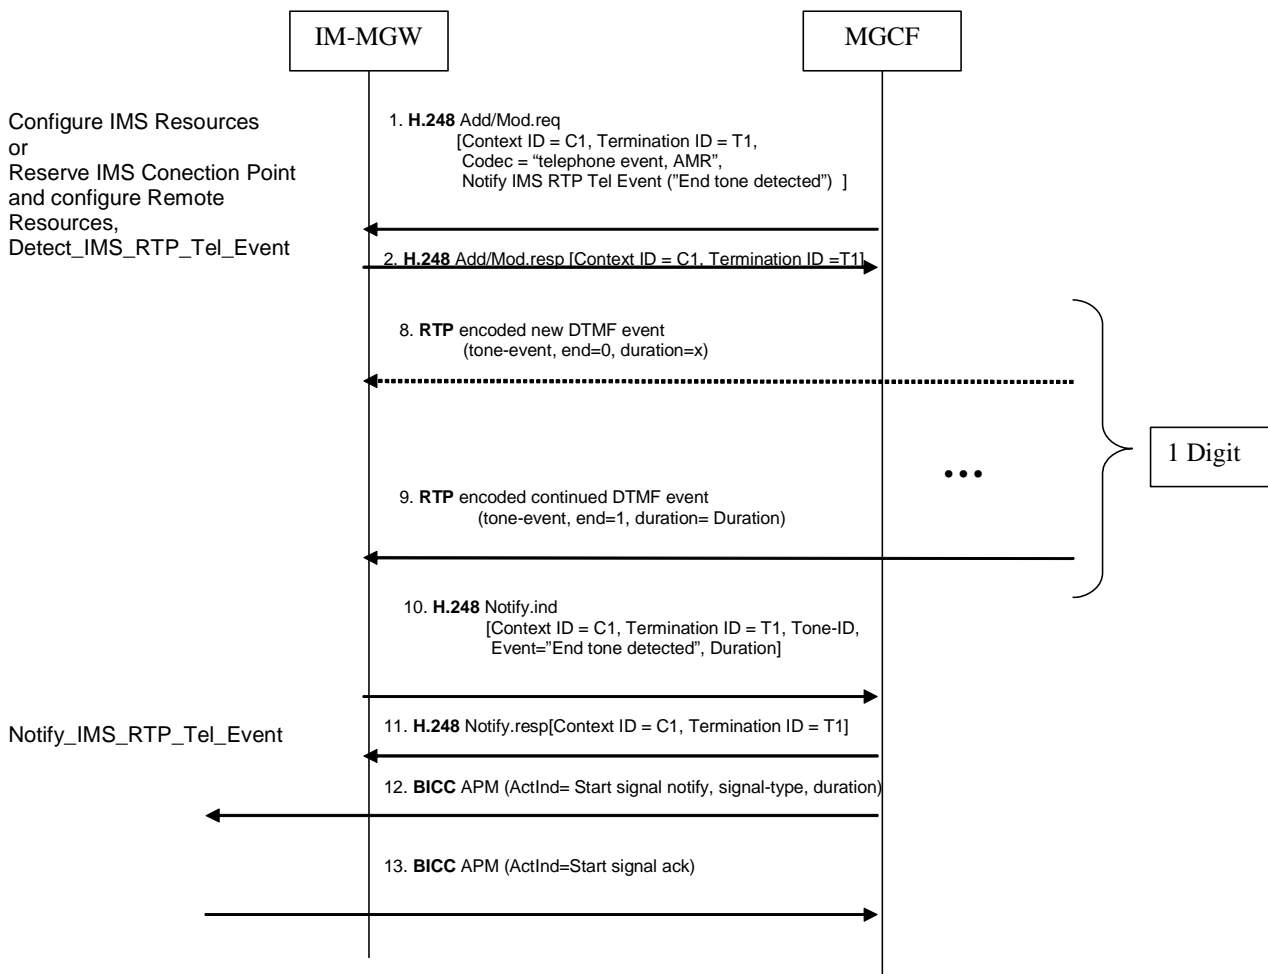 IM-MGW
MGCF
Configure IMS Resources
or
Reserve IMS Conection Point
and configure Remote
Resources,
Detect_IMS_RTP_Tel_Event
1. H.248 Add/Mod.req
[Context ID = C1, Termination ID = T1,
Codec = “telephone event, AMR”,
Notify IMS RTP Tel Event (”End tone detected”) ]
2. H.248 Add/Mod.resp [Context ID = C1, Termination ID =T1]
8. RTP encoded new DTMF event
(tone-event, end=0, duration=x)
...
1 Digit
9. RTP encoded continued DTMF event
(tone-event, end=1, duration= Duration)
10. H.248 Notify.ind
[Context ID = C1, Termination ID = T1, Tone-ID,
Event=”End tone detected”, Duration]
Notify_IMS_RTP_Tel_Event
11. H.248 Notify.resp[Context ID = C1, Termination ID = T1]
12. BICC APM (ActInd= Start signal notify, signal-type, duration)
13. BICC APM (ActInd=Start signal ack)